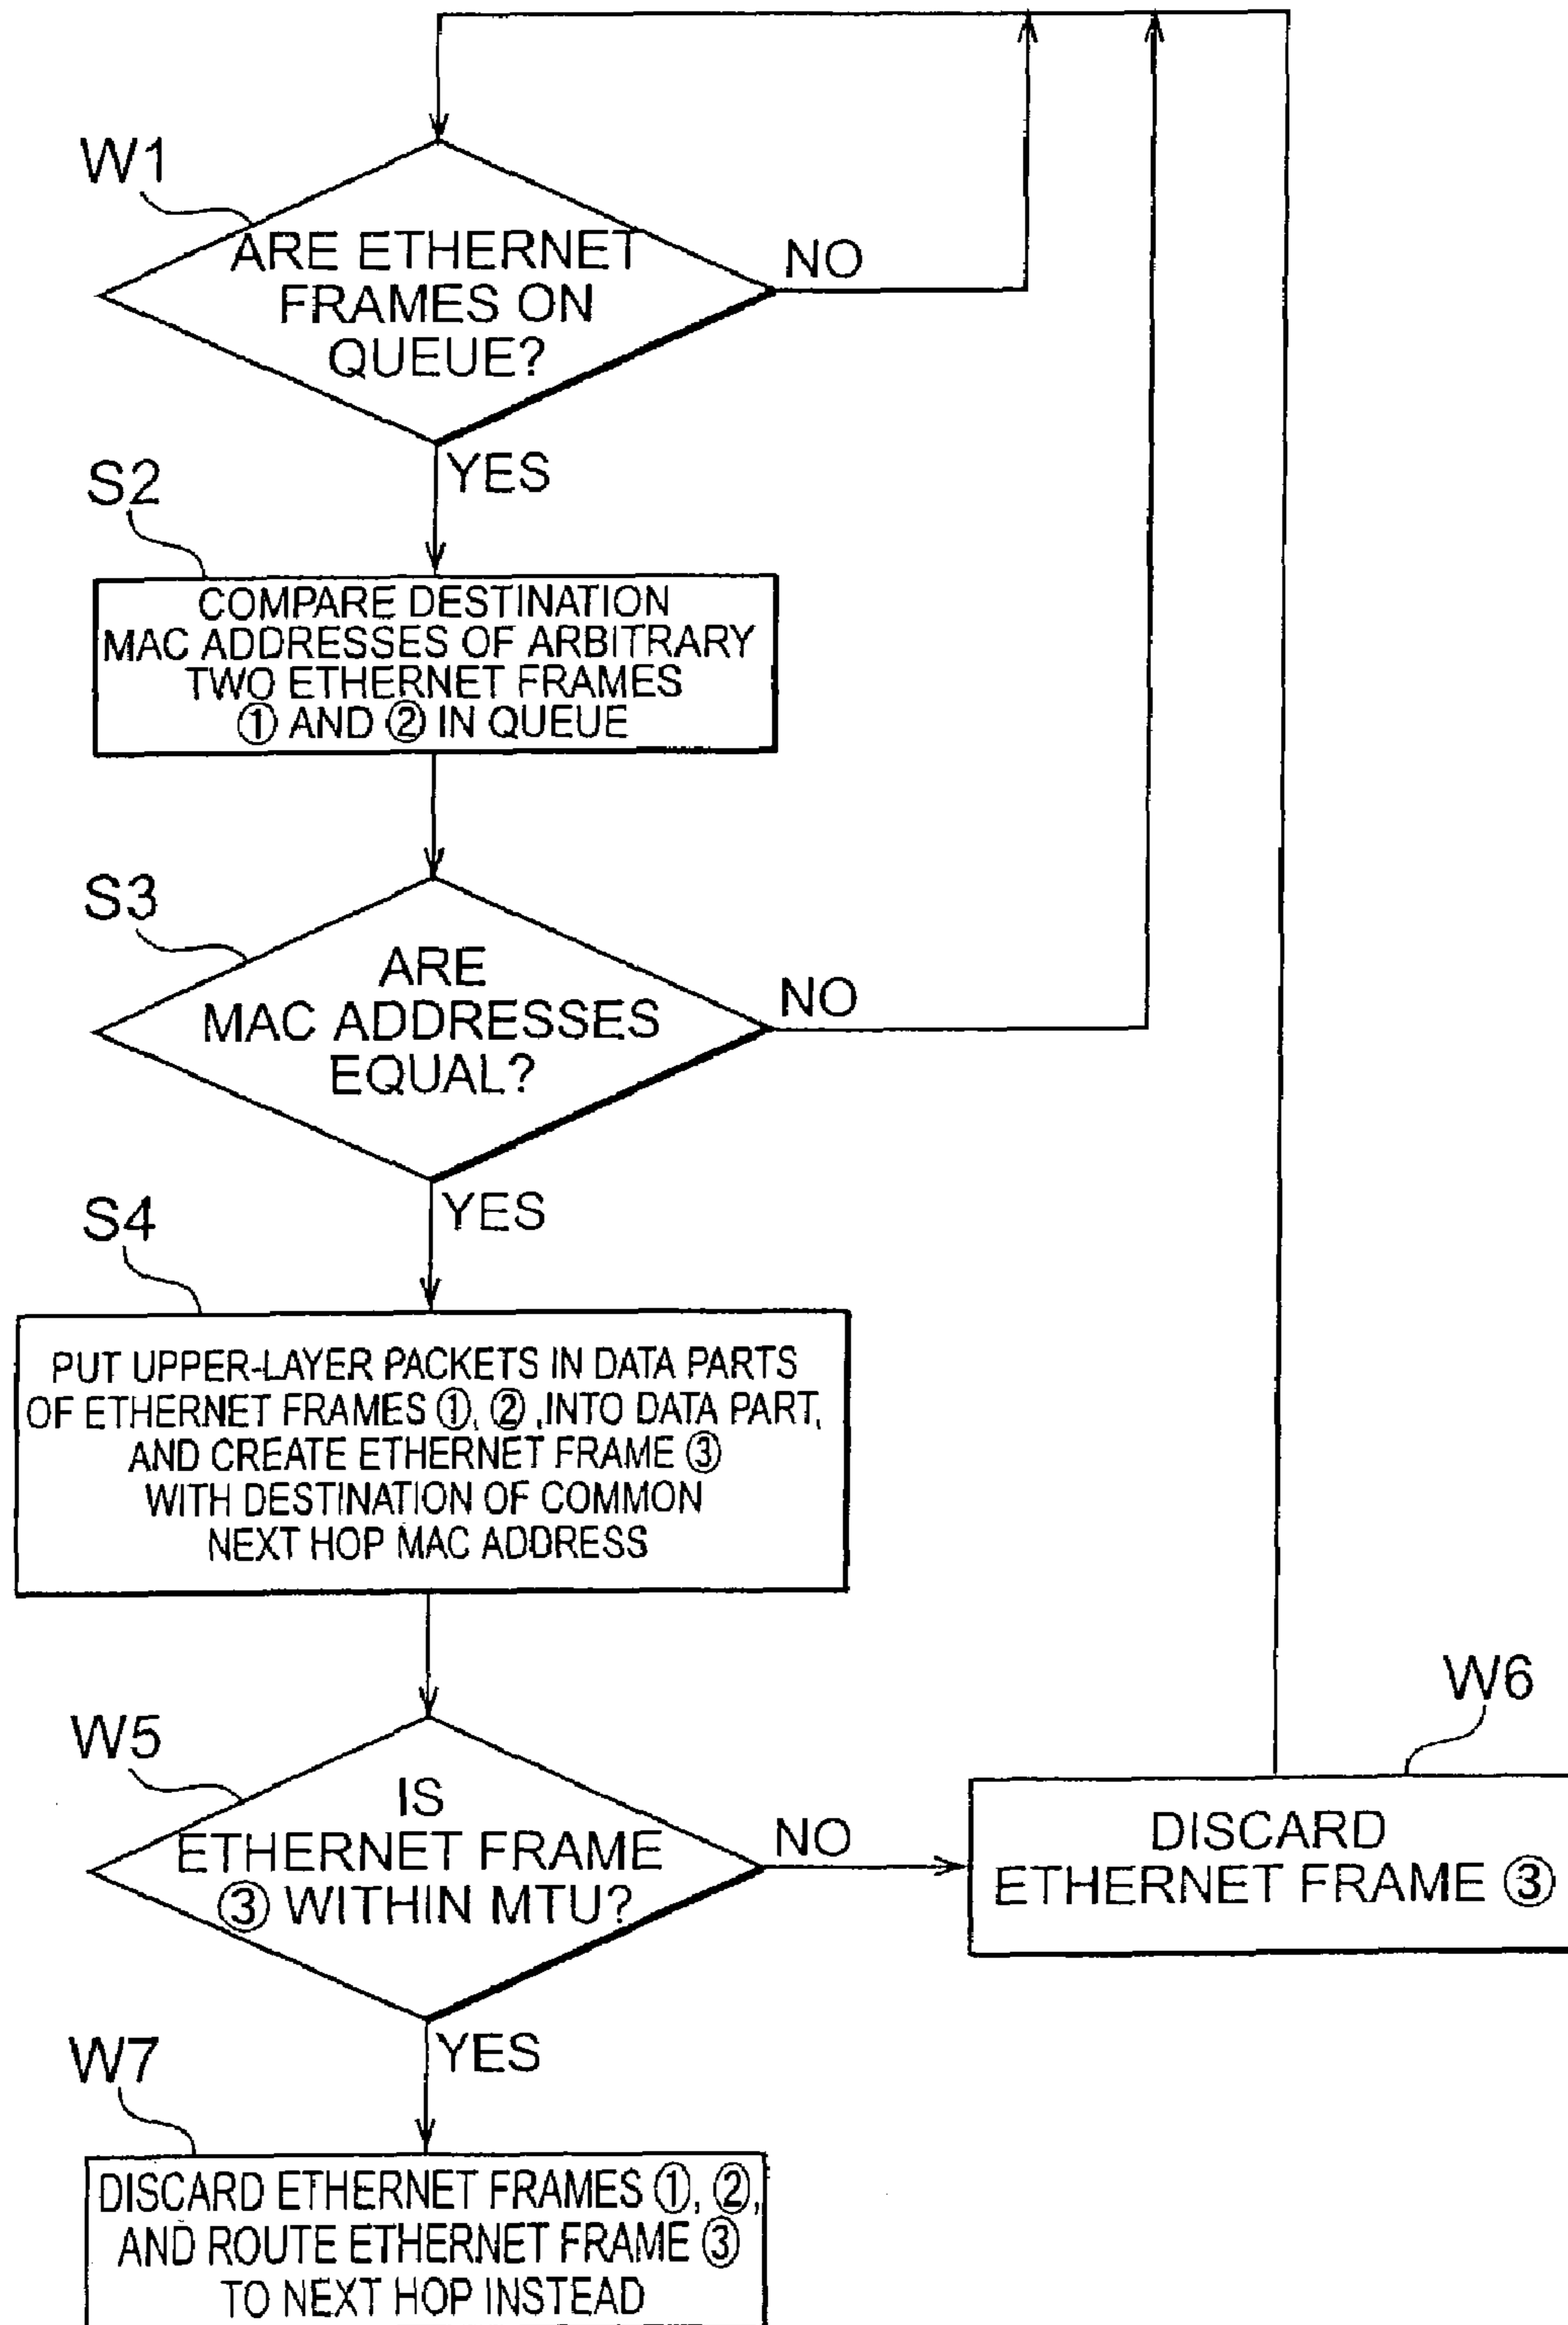 W1
ARE ETHERNET
FRAMES ON
QUEUE?
NO
YES
S2
COMPARE DESTINATION
MAC ADDRESSES OF ARBITRARY
TWO ETHERNET FRAMES
① AND ② IN QUEUE
S3
ARE
MAC ADDRESSES
EQUAL?
NO
YES
S4
PUT UPPER-LAYER PACKETS IN DATA PARTS
OF ETHERNET FRAMES ①, ② ,INTO DATA PART,
AND CREATE ETHERNET FRAME ③
WITH DESTINATION OF COMMON
NEXT HOP MAC ADDRESS
W5
IS
ETHERNET FRAME
③ WITHIN MTU?
NO
W6
DISCARD
ETHERNET FRAME ③
YES
W7
DISCARD ETHERNET FRAMES ①, ②,
AND ROUTE ETHERNET FRAME ③
TO NEXT HOP INSTEAD